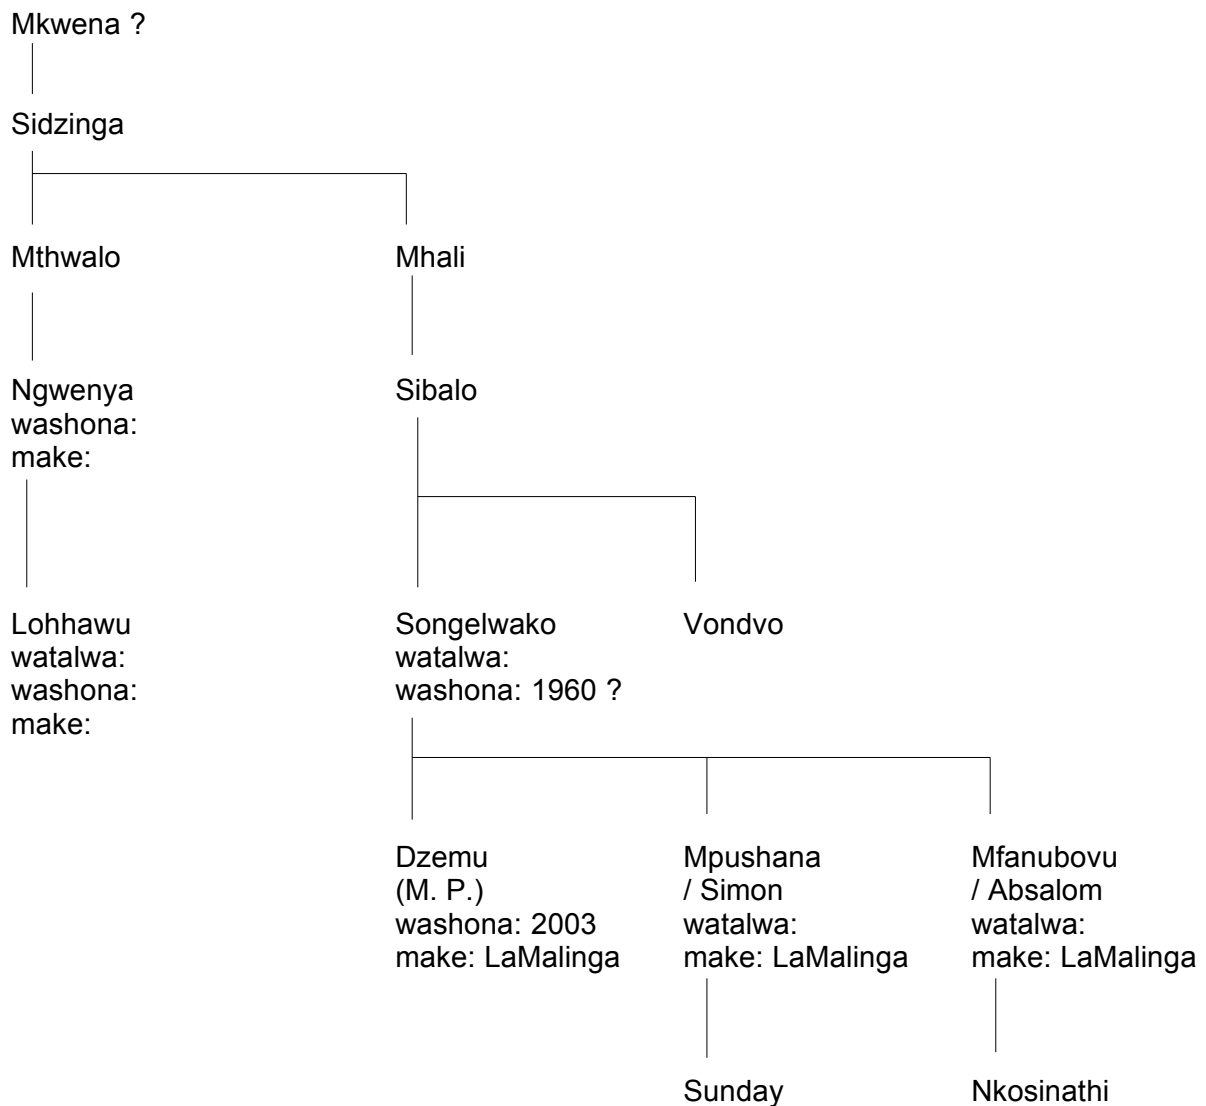 Mkwena ?
Sidzinga
Mthwalo
Mhali
Ngwenya
washona:
make:
Sibalo
Lohhawu
watalwa:
washona:
make:
Songelwako
watalwa:
washona: 1960 ?
Vondvo
Dzemu
(M. P.)
washona: 2003
make: LaMalinga
Mpushana
/ Simon
watalwa:
make: LaMalinga
Mfanubovu
/ Absalom
watalwa:
make: LaMalinga
Sunday
Nkosinathi